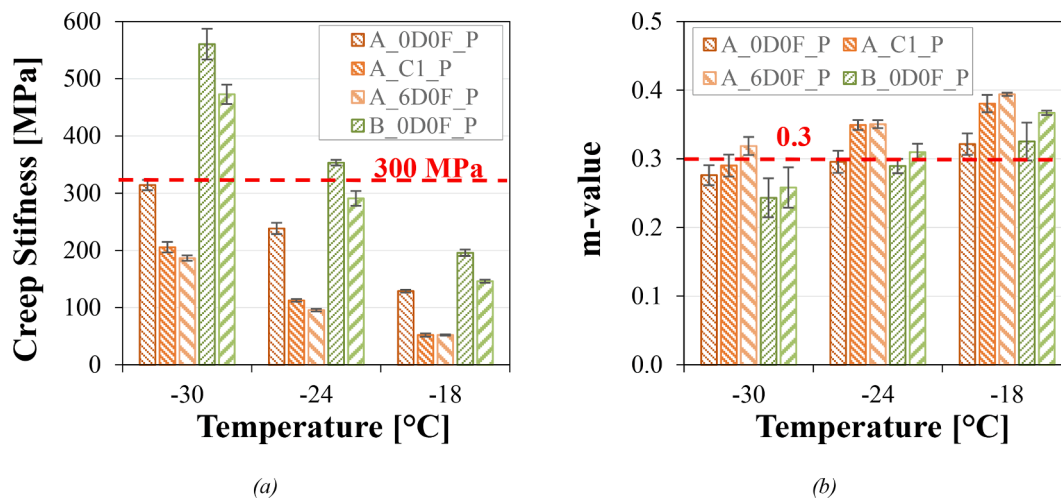 600
500
400
300
200
100
0
Creep Stifness [MPa]
A_0D0F_P
A_C1_P
A_6D0F_P
B_0D0F_P
300 MPa
-30
-24
-18
Temperature [°C]
(a)
0.5
0.4
0.3
0.2
0.1
0.0
m-value
A_0D0F_P
A_C1_P
A_6D0F_P
B_0D0F_P
0.3
-30
-24
-18
Temperature [°C]
(b)